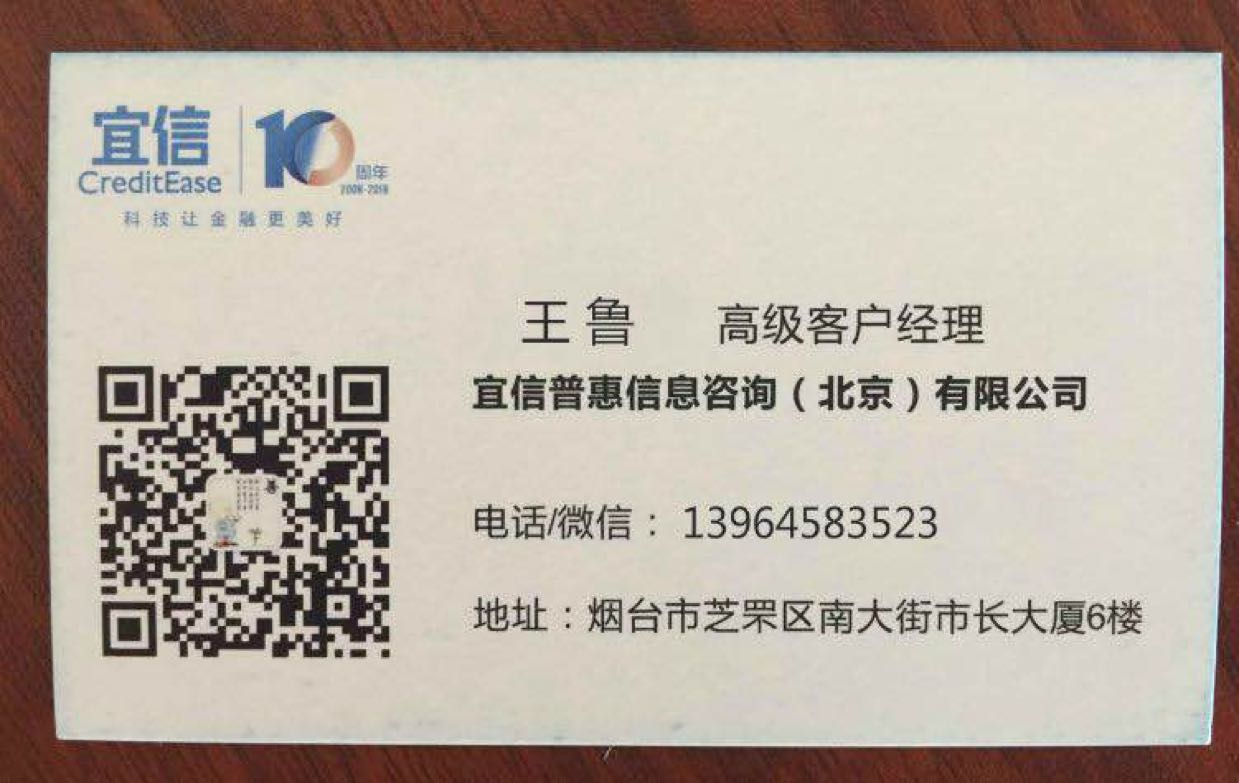 宜信
CreditEase
10周年
2006-2016
科技让金融更美好
王鲁 高级客户经理
宜信普惠信息咨询（北京）有限公司
电话/微信：13964583523
地址：烟台市芝罘区南大街市长大厦6楼
善